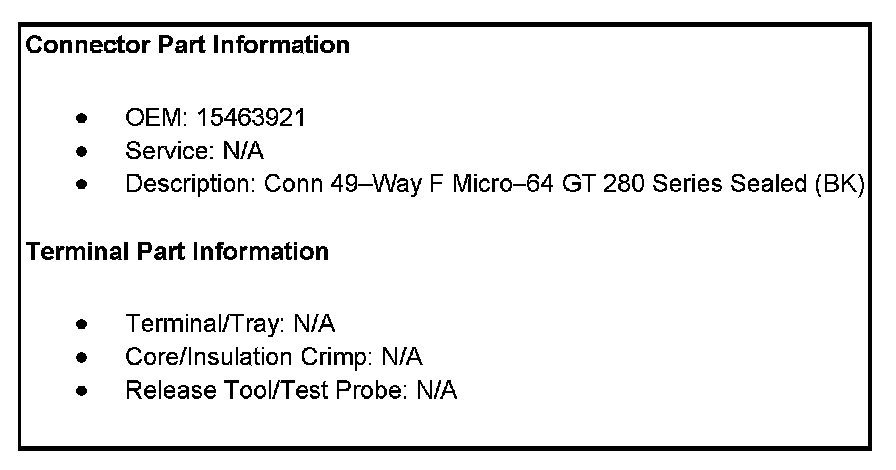 Connector Part Information
● OEM: 15463921
● Service: N/A
● Description: Conn 49–Way F Micro–64 GT 280 Series Sealed (BK)
Terminal Part Information
● Terminal/Tray: N/A
● Core/Insulation Crimp: N/A
● Release Tool/Test Probe: N/A